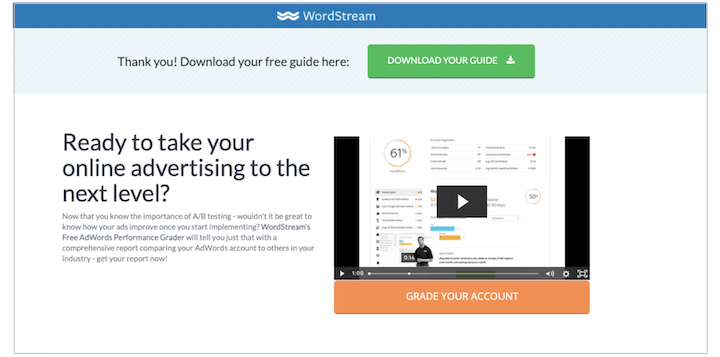 WordStream
Thank you! Download your free guide here:
DOWNLOAD YOUR GUIDE
Ready to take your
online advertising to the
next level?
Now that you know the importance of A/B testing - wouldn't it be great to
know how your ads improve once you start implementing? WordStream's
Free AdWords Performance Grader will tell you just that with a
comprehensive report comparing your AdWords account to others in your
industry - get your report now!
61%
50%
0:14
1:00
GRADE YOUR ACCOUNT